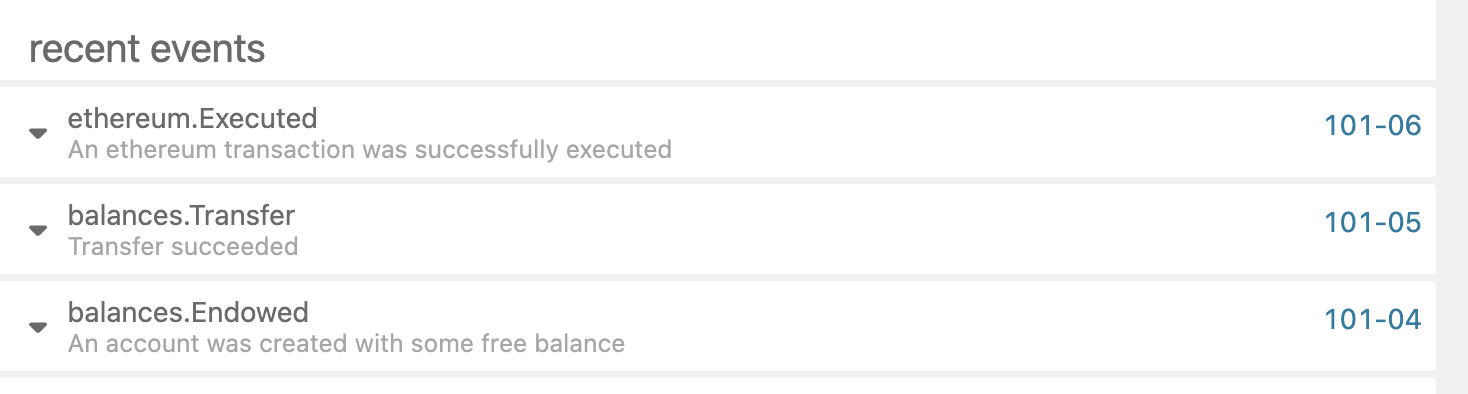 recent events
ethereum.Executed
An ethereum transaction was successfully executed
101-06
balances.Transfer
Transfer succeeded
101-05
balances.Endowed
An account was created with some free balance
101-04